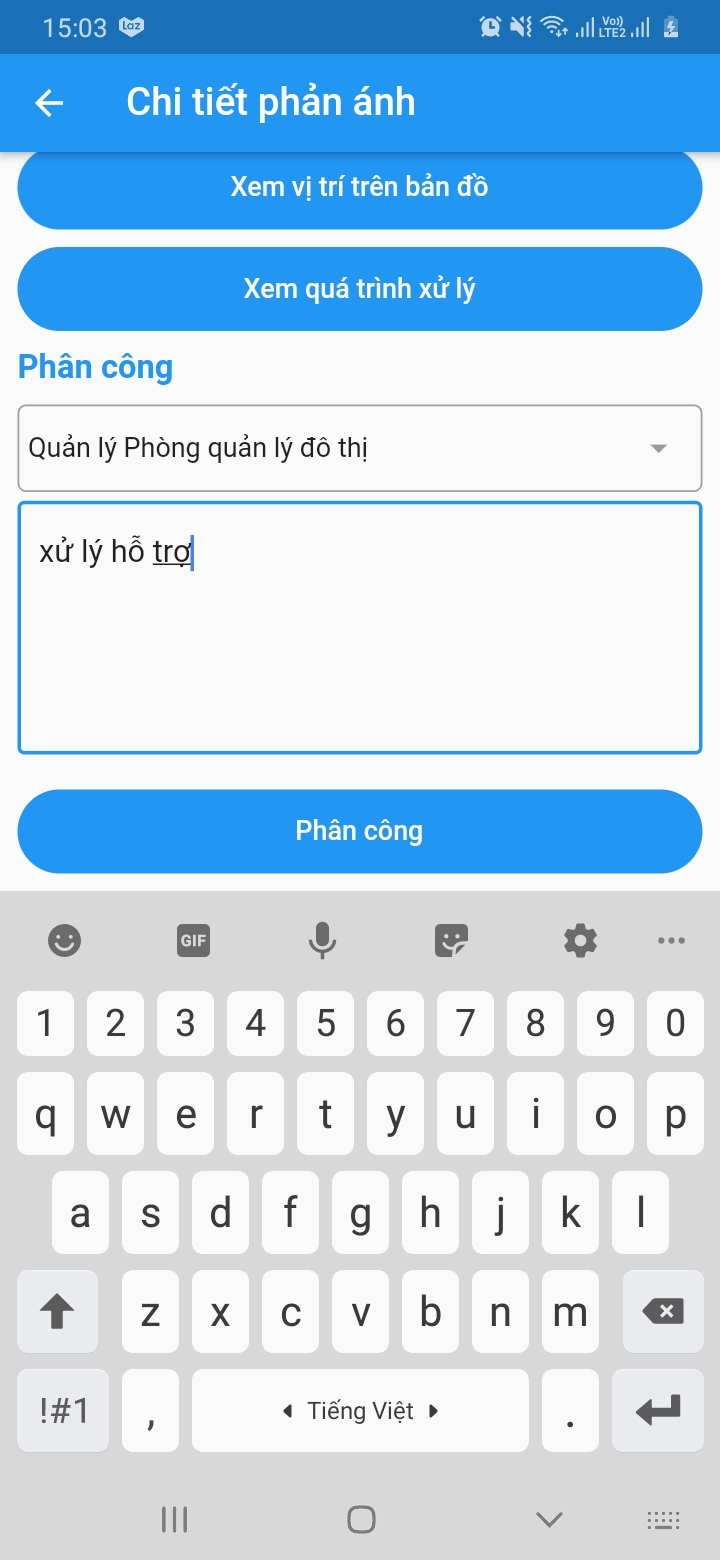 15:03 Laz Vo)) LTE2
Chi tiết phản ánh
Xem vị trí trên bản đồ
Xem quá trình xử lý
Phân công
Quản lý Phòng quản lý đô thị
xử lý hỗ trợ
Phân công
GIF
1 2 3 4 5 6 7 8 9 0
q w e r t y u i o p
a s d f g h j k l
z x c v b n m
!#1 , Tiếng Việt .